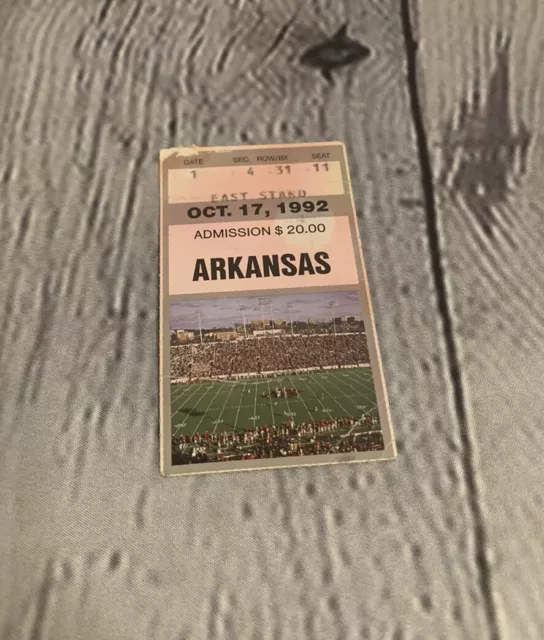 GATE SEC. ROW/BX SEAT
1 4 31 11
EAST STAND
OCT. 17, 1992
ADMISSION $ 20.00
ARKANSAS